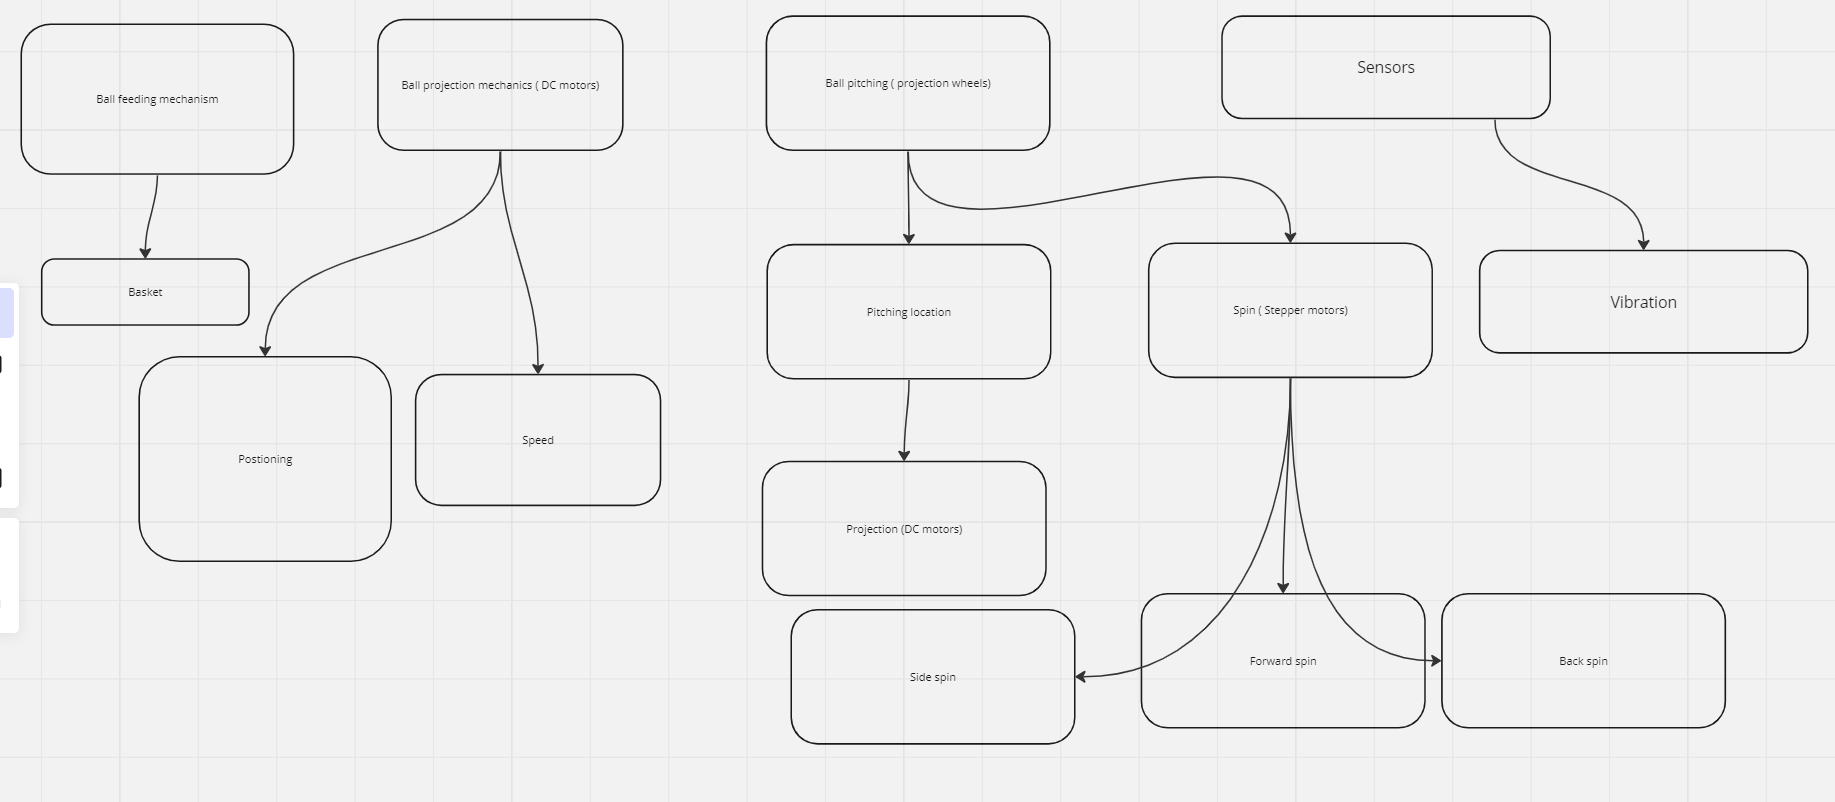 Ball feeding mechanism
Ball projection mechanics ( DC motors)
Ball pitching ( projection wheels)
Sensors
Basket
Pitching location
Spin ( Stepper motors)
Vibration
Postioning
Speed
Projection (DC motors)
Side spin
Forward spin
Back spin